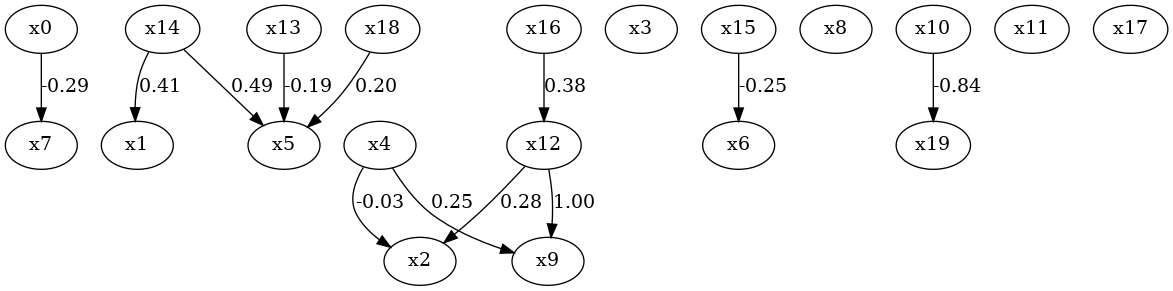 x0 x14 x13 x18 x16 x3 x15 x8 x10 x11 x17
-0.29 0.41 0.49 -0.19 0.20 0.38 -0.25 -0.84
x7 x1 x5 x4 x12 x6 x19
-0.03 0.25 0.28 1.00
x2 x9